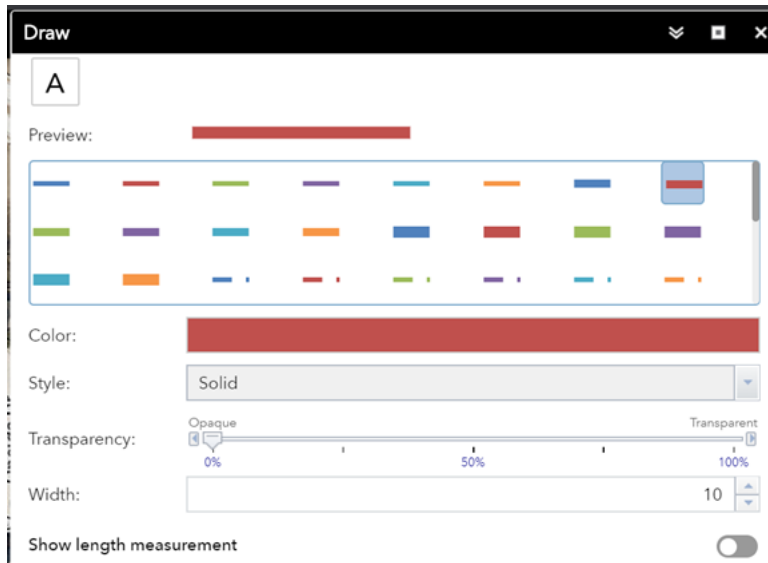 Draw
A
Preview:
Color:
Style: Solid
Opaque Transparent
Transparency:
0% 50% 100%
Width: 10
Show length measurement